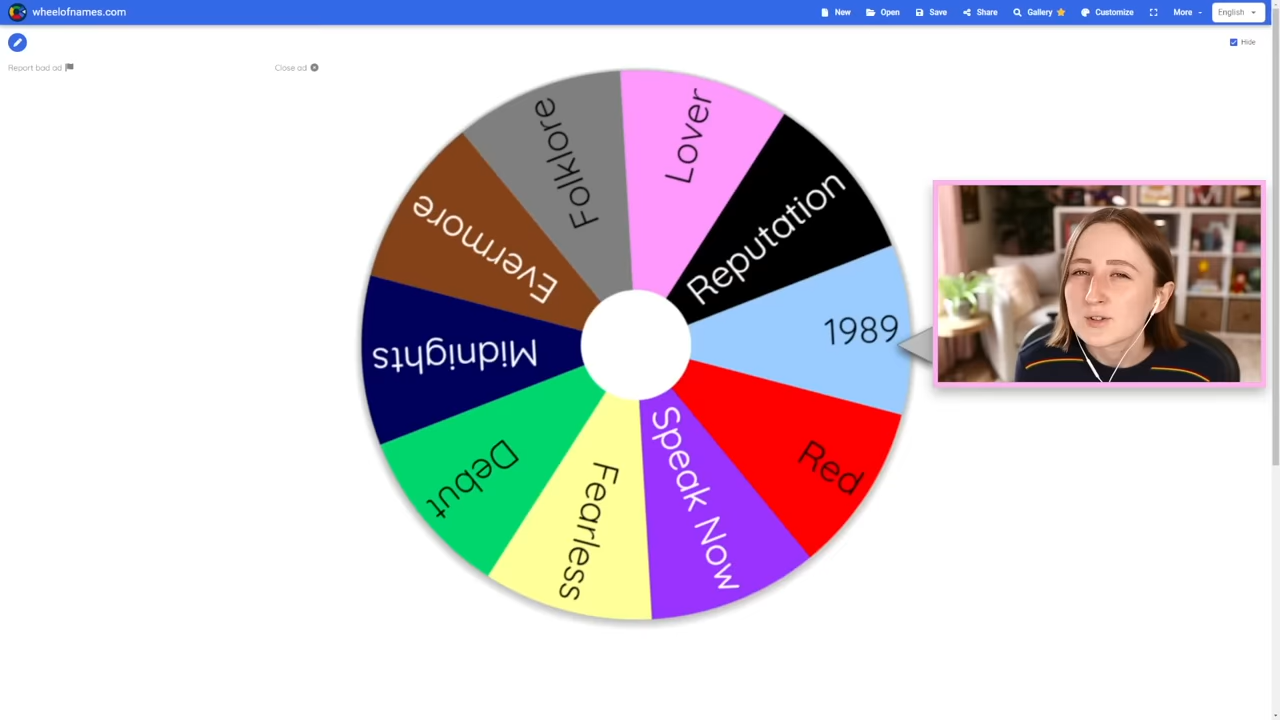 wheelofnames.com
New
Open
Save
Share
Gallery
Customize
More
English
Hide
Report bad ad
Close ad
Folklore
Lover
Reputation
Evermore
1989
Midnights
Red
Debut
Fearless
Speak Now